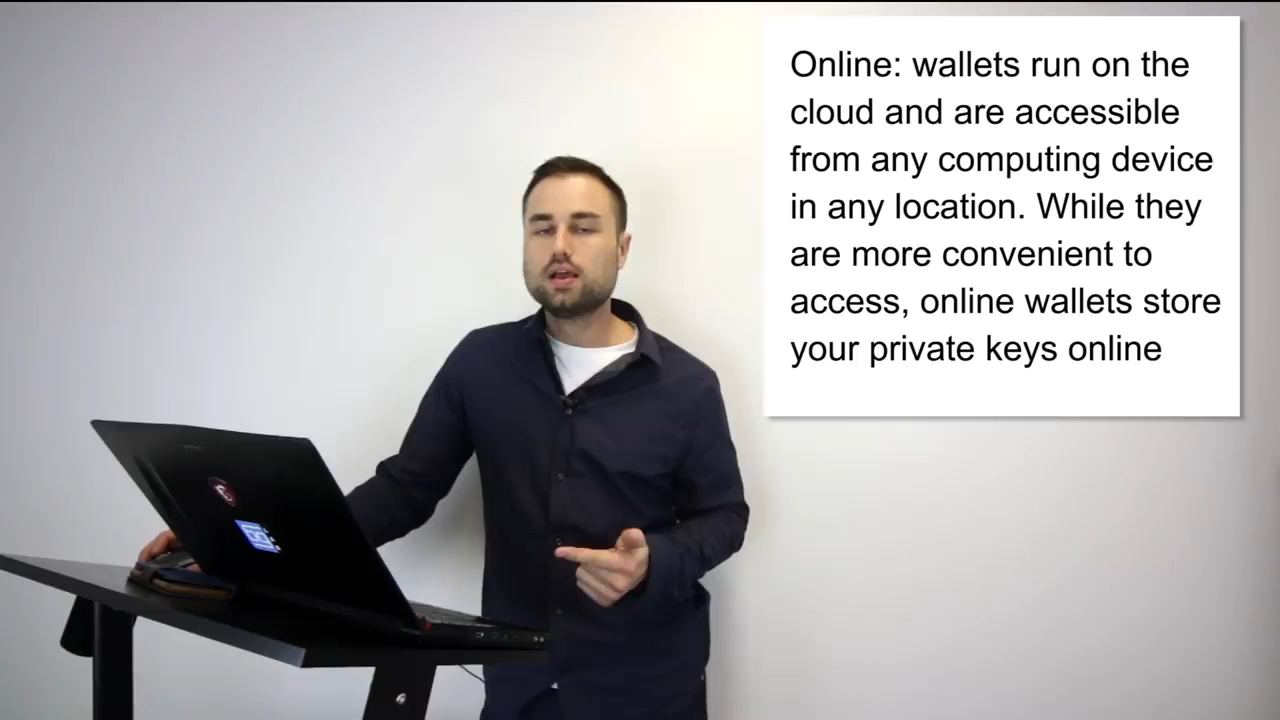 Online: wallets run on the
cloud and are accessible
from any computing device
in any location. While they
are more convenient to
access, online wallets store
your private keys online